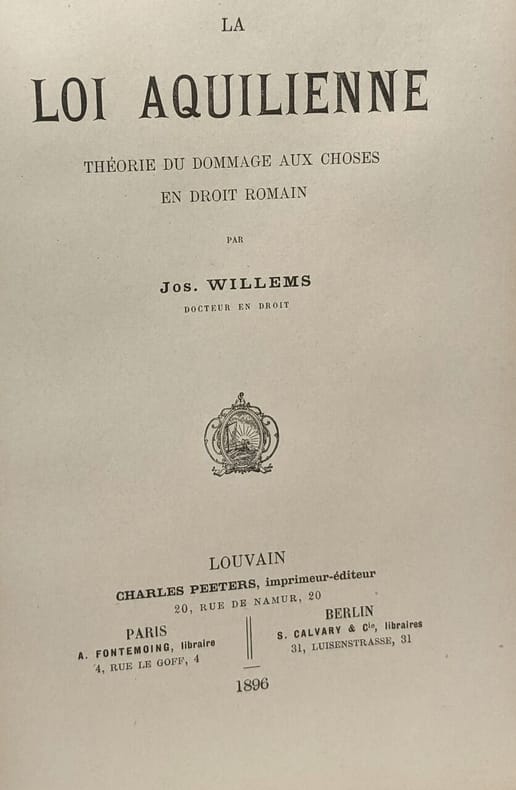 LA
LOI AQUILIENNE
THÉORIE DU DOMMAGE AUX CHOSES
EN DROIT ROMAIN
PAR
Jos. WILLEMS
DOCTEUR EN DROIT
LOUVAIN
CHARLES PEETERS, imprimeur-éditeur
20, RUE DE NAMUR, 20
PARIS
A. FONTEMOING, libraire
4, RUE LE GOFF, 4
BERLIN
S. CALVARY & Cie, libraires
31, LUISENSTRASSE, 31
1896